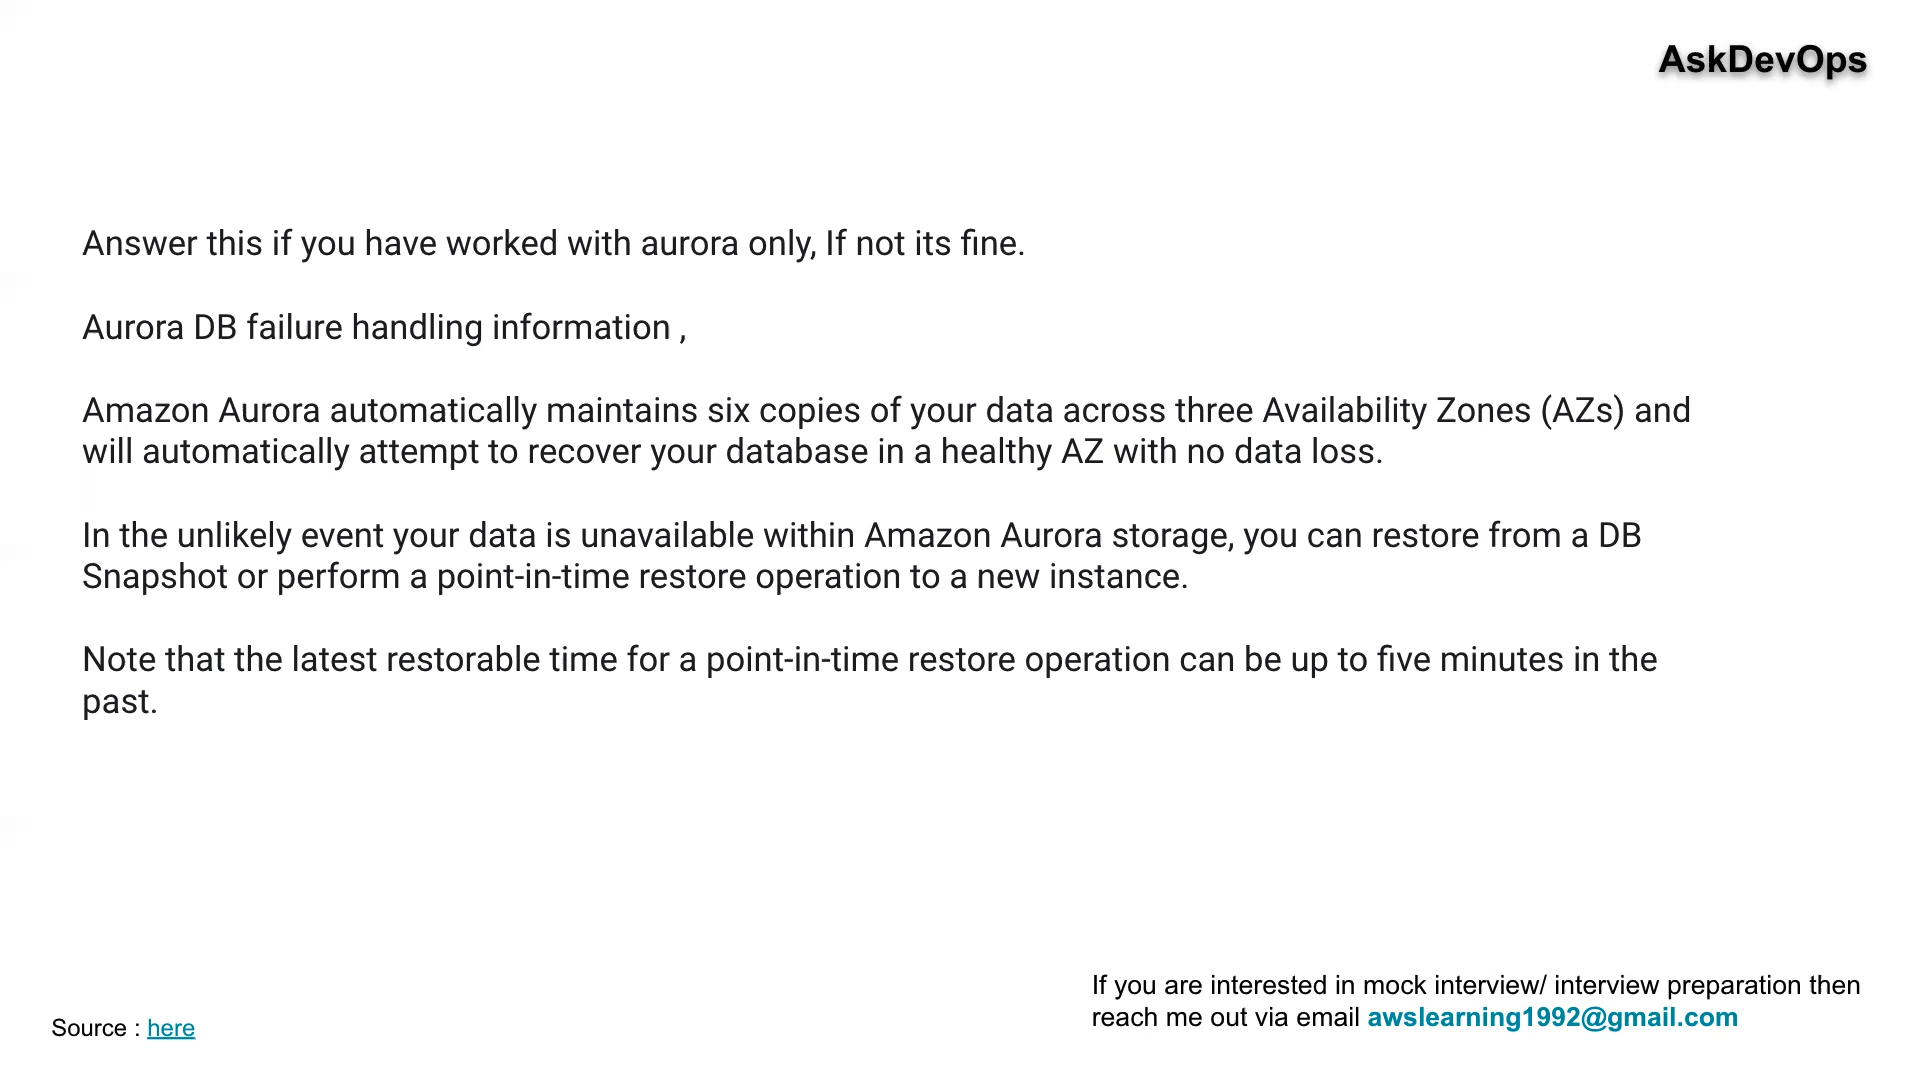 AskDevOps
Answer this if you have worked with aurora only, If not its fine.
Aurora DB failure handling information ,
Amazon Aurora automatically maintains six copies of your data across three Availability Zones (AZs) and
will automatically attempt to recover your database in a healthy AZ with no data loss.
In the unlikely event your data is unavailable within Amazon Aurora storage, you can restore from a DB
Snapshot or perform a point-in-time restore operation to a new instance.
Note that the latest restorable time for a point-in-time restore operation can be up to five minutes in the
past.
If you are interested in mock interview/ interview preparation then
reach me out via email awslearning1992@gmail.com
Source : here